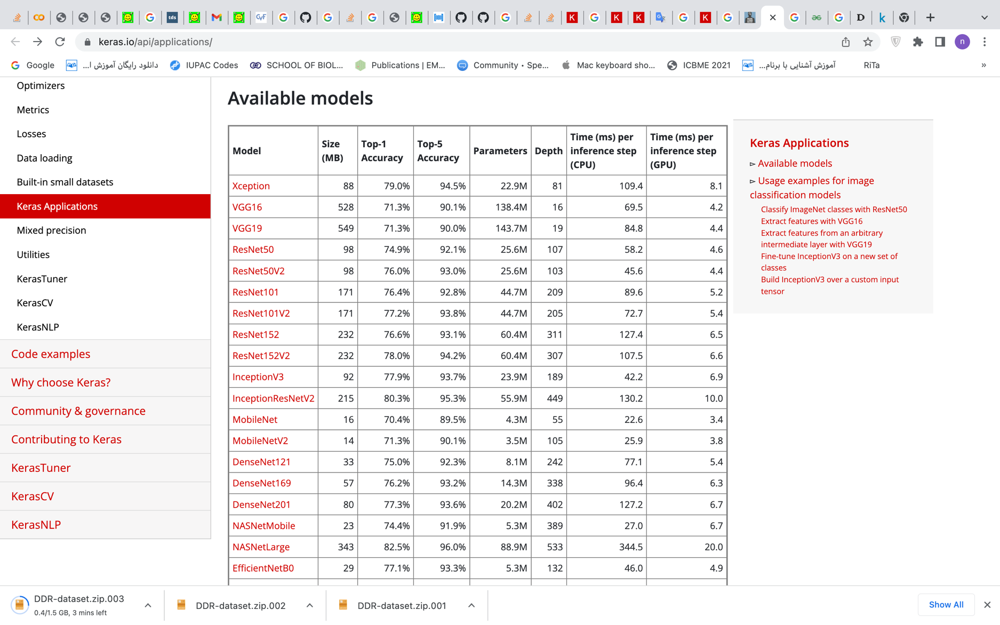 tds
CvF
K
K
K
K
D
k
keras.io/api/applications/
n
Google
دانلود رایگان آموزش ا...
IUPAC Codes
SCHOOL OF BIOL...
Publications | EM...
Community • Spe...
Mac keyboard sho...
ICBME 2021
آموزش آشنایی با برنام...
RiTa
»
Optimizers
Metrics
Losses
Data loading
Built-in small datasets
Keras Applications
Mixed precision
Utilities
KerasTuner
KerasCV
KerasNLP
Code examples
Why choose Keras?
Community & governance
Contributing to Keras
KerasTuner
KerasCV
KerasNLP
Available models
Model Size (MB) Top-1 Accuracy Top-5 Accuracy Parameters Depth Time (ms) per inference step (CPU) Time (ms) per inference step (GPU)
Xception 88 79.0% 94.5% 22.9M 81 109.4 8.1
VGG16 528 71.3% 90.1% 138.4M 16 69.5 4.2
VGG19 549 71.3% 90.0% 143.7M 19 84.8 4.4
ResNet50 98 74.9% 92.1% 25.6M 107 58.2 4.6
ResNet50V2 98 76.0% 93.0% 25.6M 103 45.6 4.4
ResNet101 171 76.4% 92.8% 44.7M 209 89.6 5.2
ResNet101V2 171 77.2% 93.8% 44.7M 205 72.7 5.4
ResNet152 232 76.6% 93.1% 60.4M 311 127.4 6.5
ResNet152V2 232 78.0% 94.2% 60.4M 307 107.5 6.6
InceptionV3 92 77.9% 93.7% 23.9M 189 42.2 6.9
InceptionResNetV2 215 80.3% 95.3% 55.9M 449 130.2 10.0
MobileNet 16 70.4% 89.5% 4.3M 55 22.6 3.4
MobileNetV2 14 71.3% 90.1% 3.5M 105 25.9 3.8
DenseNet121 33 75.0% 92.3% 8.1M 242 77.1 5.4
DenseNet169 57 76.2% 93.2% 14.3M 338 96.4 6.3
DenseNet201 80 77.3% 93.6% 20.2M 402 127.2 6.7
NASNetMobile 23 74.4% 91.9% 5.3M 389 27.0 6.7
NASNetLarge 343 82.5% 96.0% 88.9M 533 344.5 20.0
EfficientNetB0 29 77.1% 93.3% 5.3M 132 46.0 4.9
Keras Applications
▻ Available models
▻ Usage examples for image
classification models
Classify ImageNet classes with ResNet50
Extract features with VGG16
Extract features from an arbitrary
intermediate layer with VGG19
Fine-tune InceptionV3 on a new set of
classes
Build InceptionV3 over a custom input
tensor
DDR-dataset.zip.003
0.4/1.5 GB, 3 mins left
DDR-dataset.zip.002
DDR-dataset.zip.001
Show All